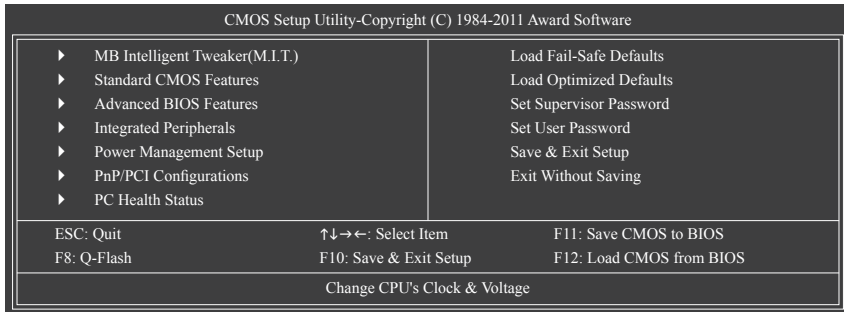 CMOS Setup Utility-Copyright (C) 1984-2011 Award Software
MB Intelligent Tweaker(M.I.T.)
Standard CMOS Features
Advanced BIOS Features
Integrated Peripherals
Power Management Setup
PnP/PCI Configurations
PC Health Status
Load Fail-Safe Defaults
Load Optimized Defaults
Set Supervisor Password
Set User Password
Save & Exit Setup
Exit Without Saving
ESC: Quit ↑↓→←: Select Item F11: Save CMOS to BIOS
F8: Q-Flash F10: Save & Exit Setup F12: Load CMOS from BIOS
Change CPU's Clock & Voltage